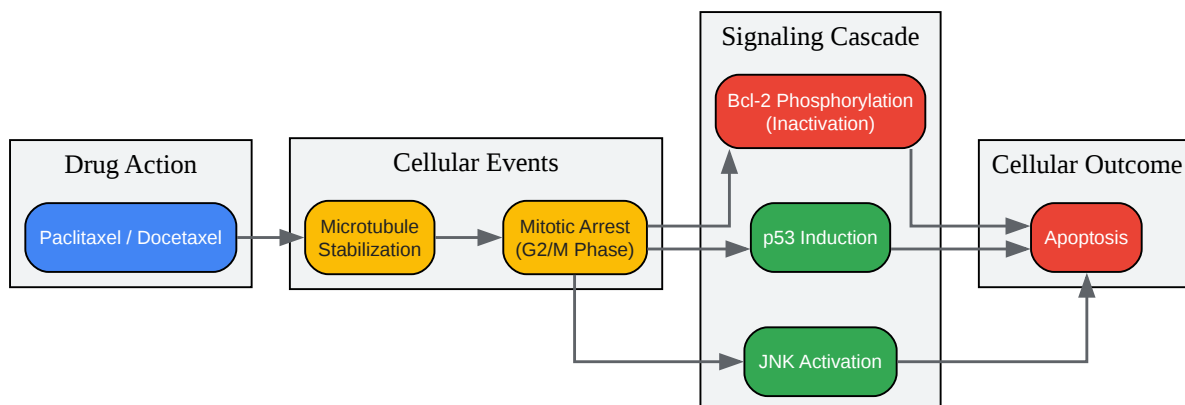 Drug Action
Paclitaxel / Docetaxel
Cellular Events
Microtubule
Stabilization
Mitotic Arrest
(G2/M Phase)
Signaling Cascade
Bcl-2 Phosphorylation
(Inactivation)
p53 Induction
JNK Activation
Cellular Outcome
Apoptosis